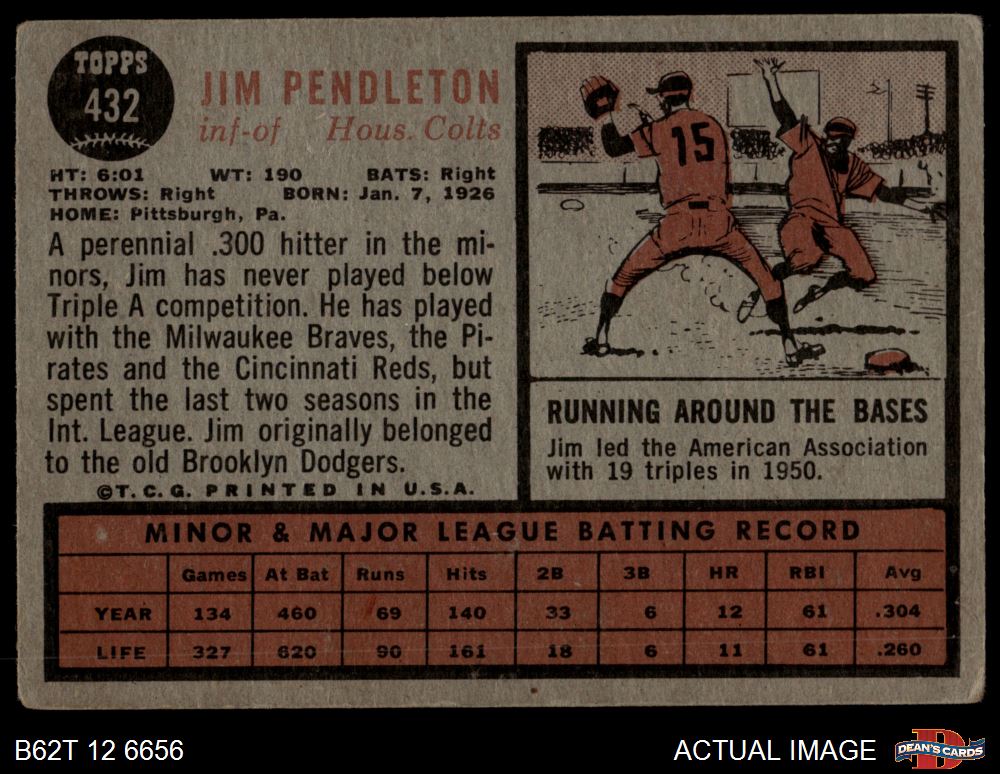 TOPPS
432
JIM PENDLETON
inf-of Hous. Colts
HT: 6:01 WT: 190 BATS: Right
THROWS: Right BORN: Jan. 7, 1926
HOME: Pittsburgh, Pa.
A perennial .300 hitter in the mi-
nors, Jim has never played below
Triple A competition. He has played
with the Milwaukee Braves, the Pi-
rates and the Cincinnati Reds, but
spent the last two seasons in the
Int. League. Jim originally belonged
to the old Brooklyn Dodgers.
©T.C.G. PRINTED IN U.S.A.
15
RUNNING AROUND THE BASES
Jim led the American Association
with 19 triples in 1950.
MINOR & MAJOR LEAGUE BATTING RECORD
Games At Bat Runs Hits 2B 3B HR RBI Avg
YEAR 134 460 69 140 33 6 12 61 .304
LIFE 327 620 90 161 18 6 11 61 .260
B62T 12 6656
ACTUAL IMAGE
D
DEAN'S CARDS